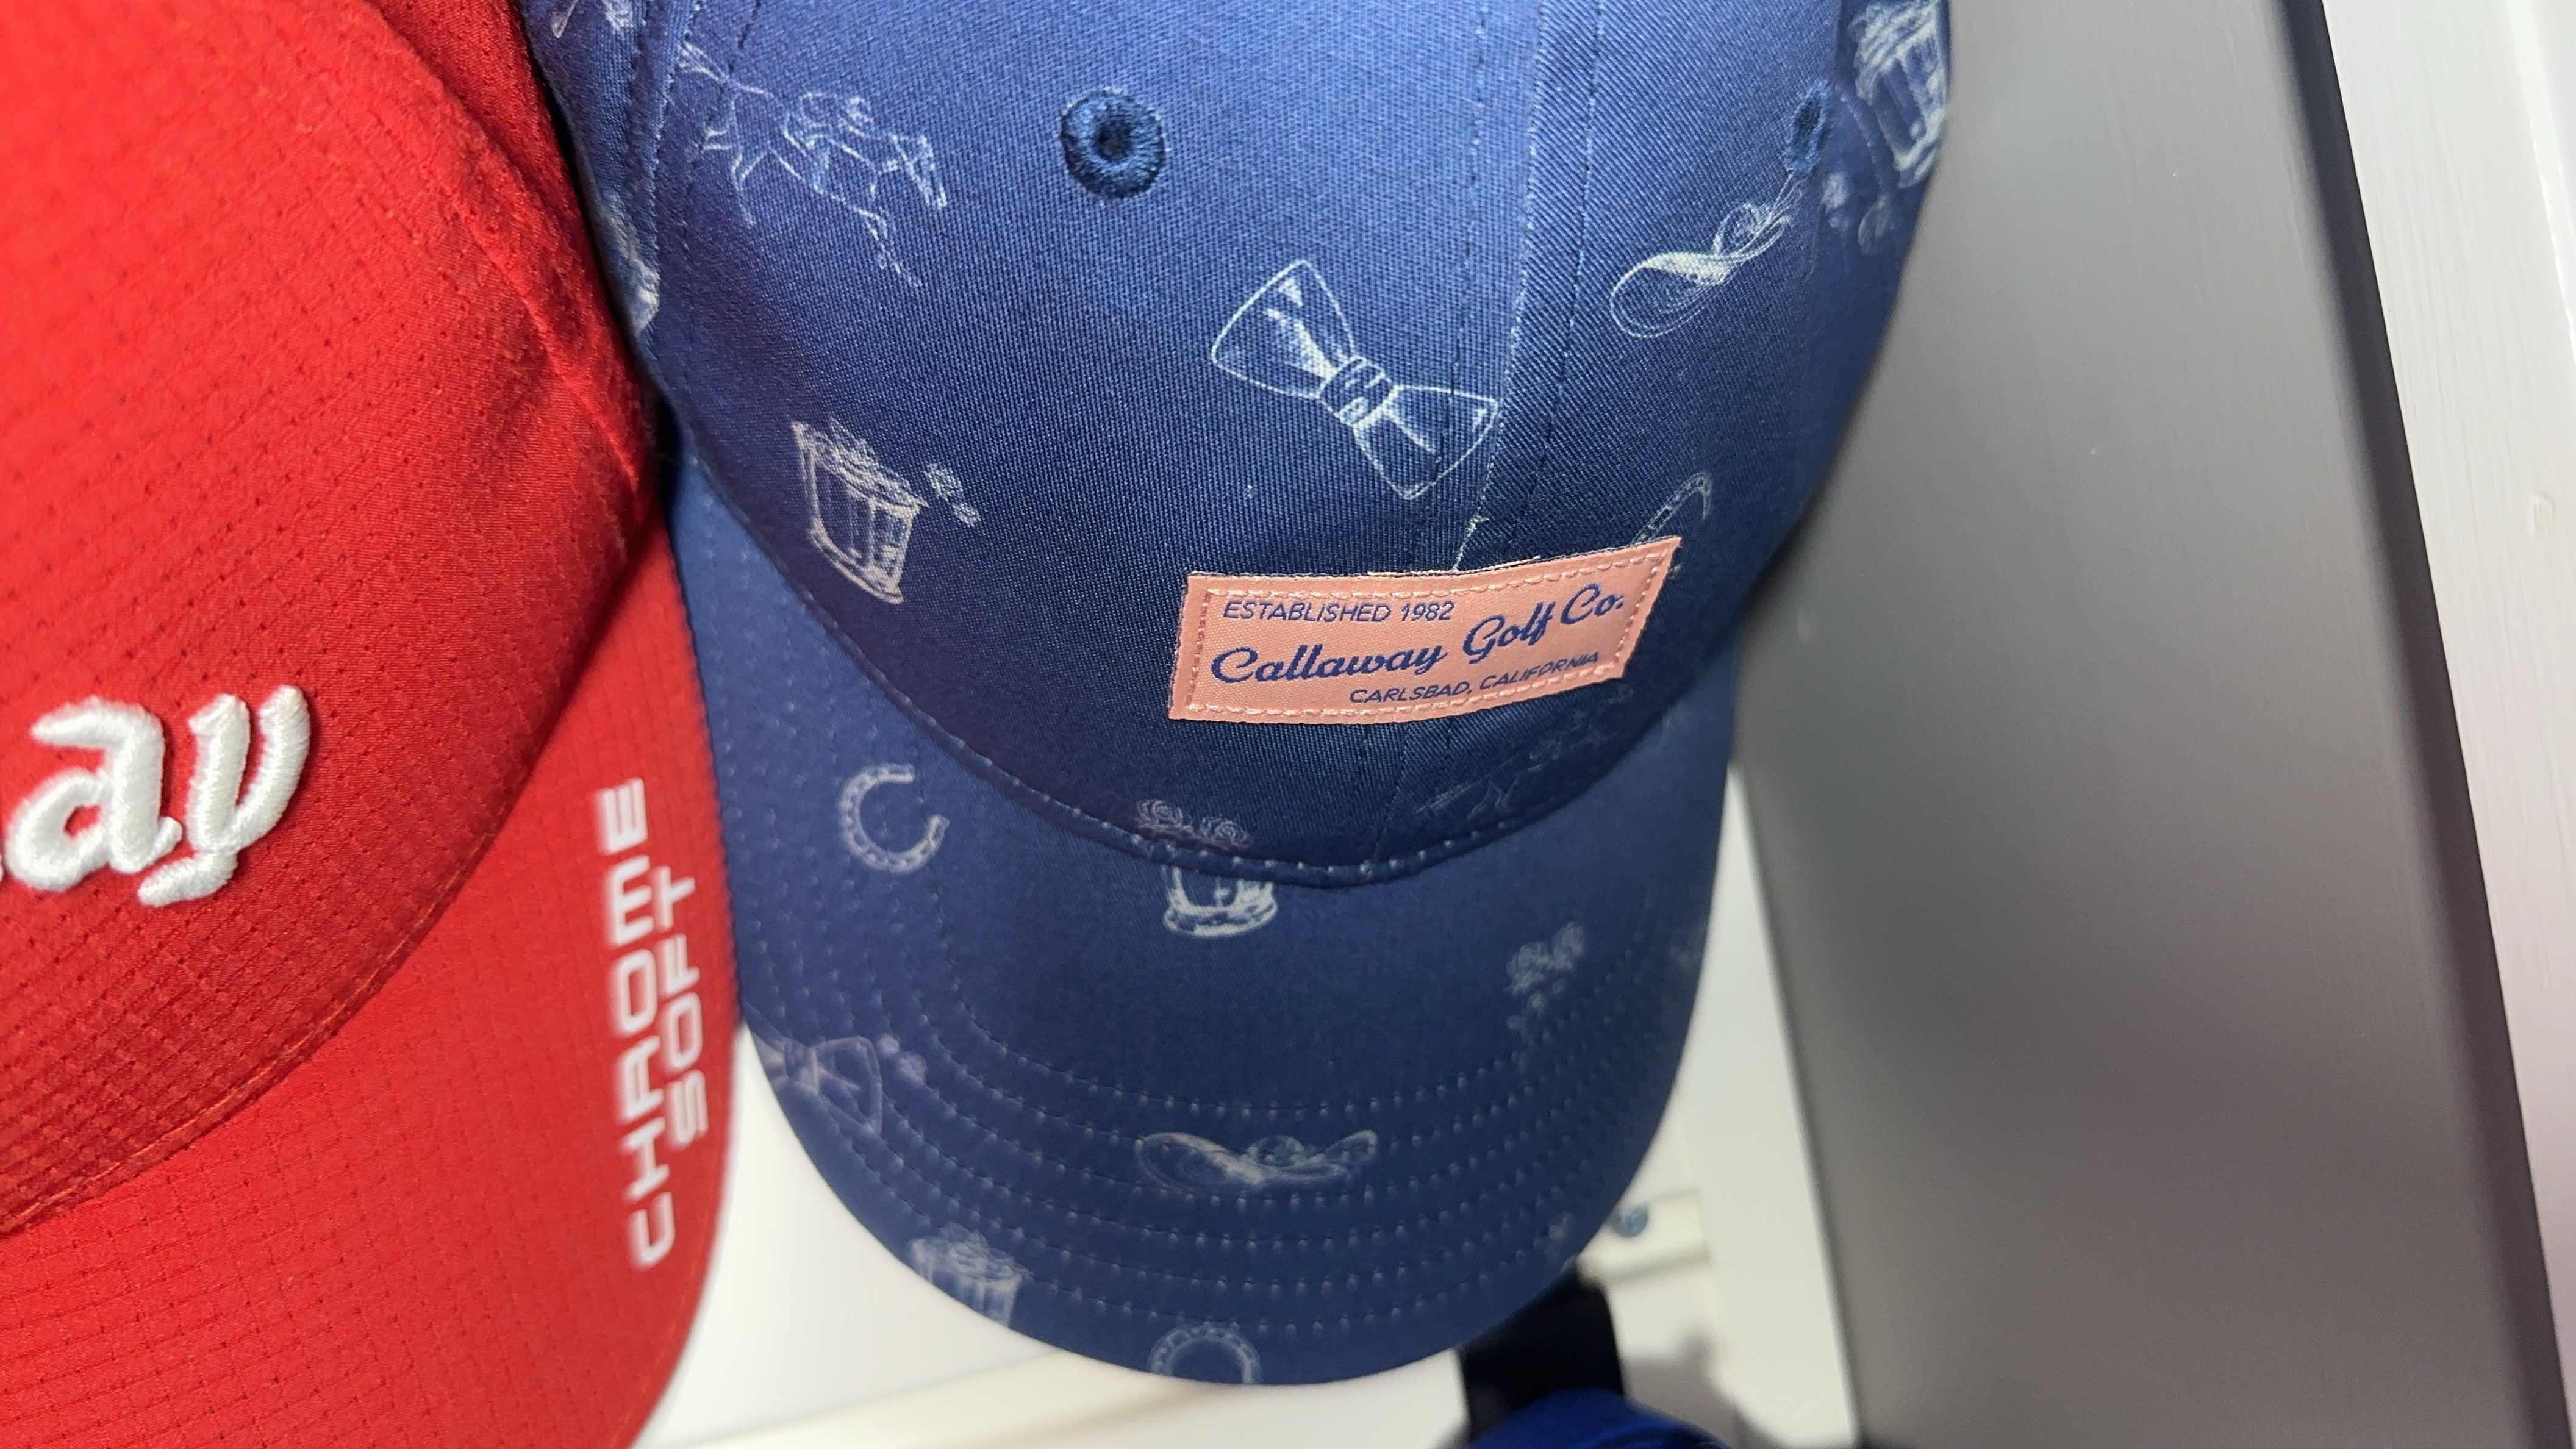 ay
CHROME
SOFT
ESTABLISHED 1982
Callaway Golf Co.
CARLSBAD, CALIFORNIA